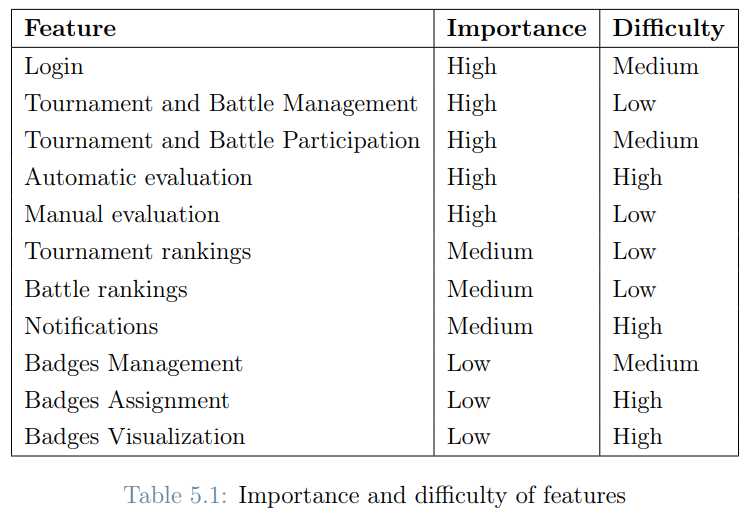 Feature Importance Difficulty
Login High Medium
Tournament and Battle Management High Low
Tournament and Battle Participation High Medium
Automatic evaluation High High
Manual evaluation High Low
Tournament rankings Medium Low
Battle rankings Medium Low
Notifications Medium High
Badges Management Low Medium
Badges Assignment Low High
Badges Visualization Low High
Table 5.1: Importance and difficulty of features